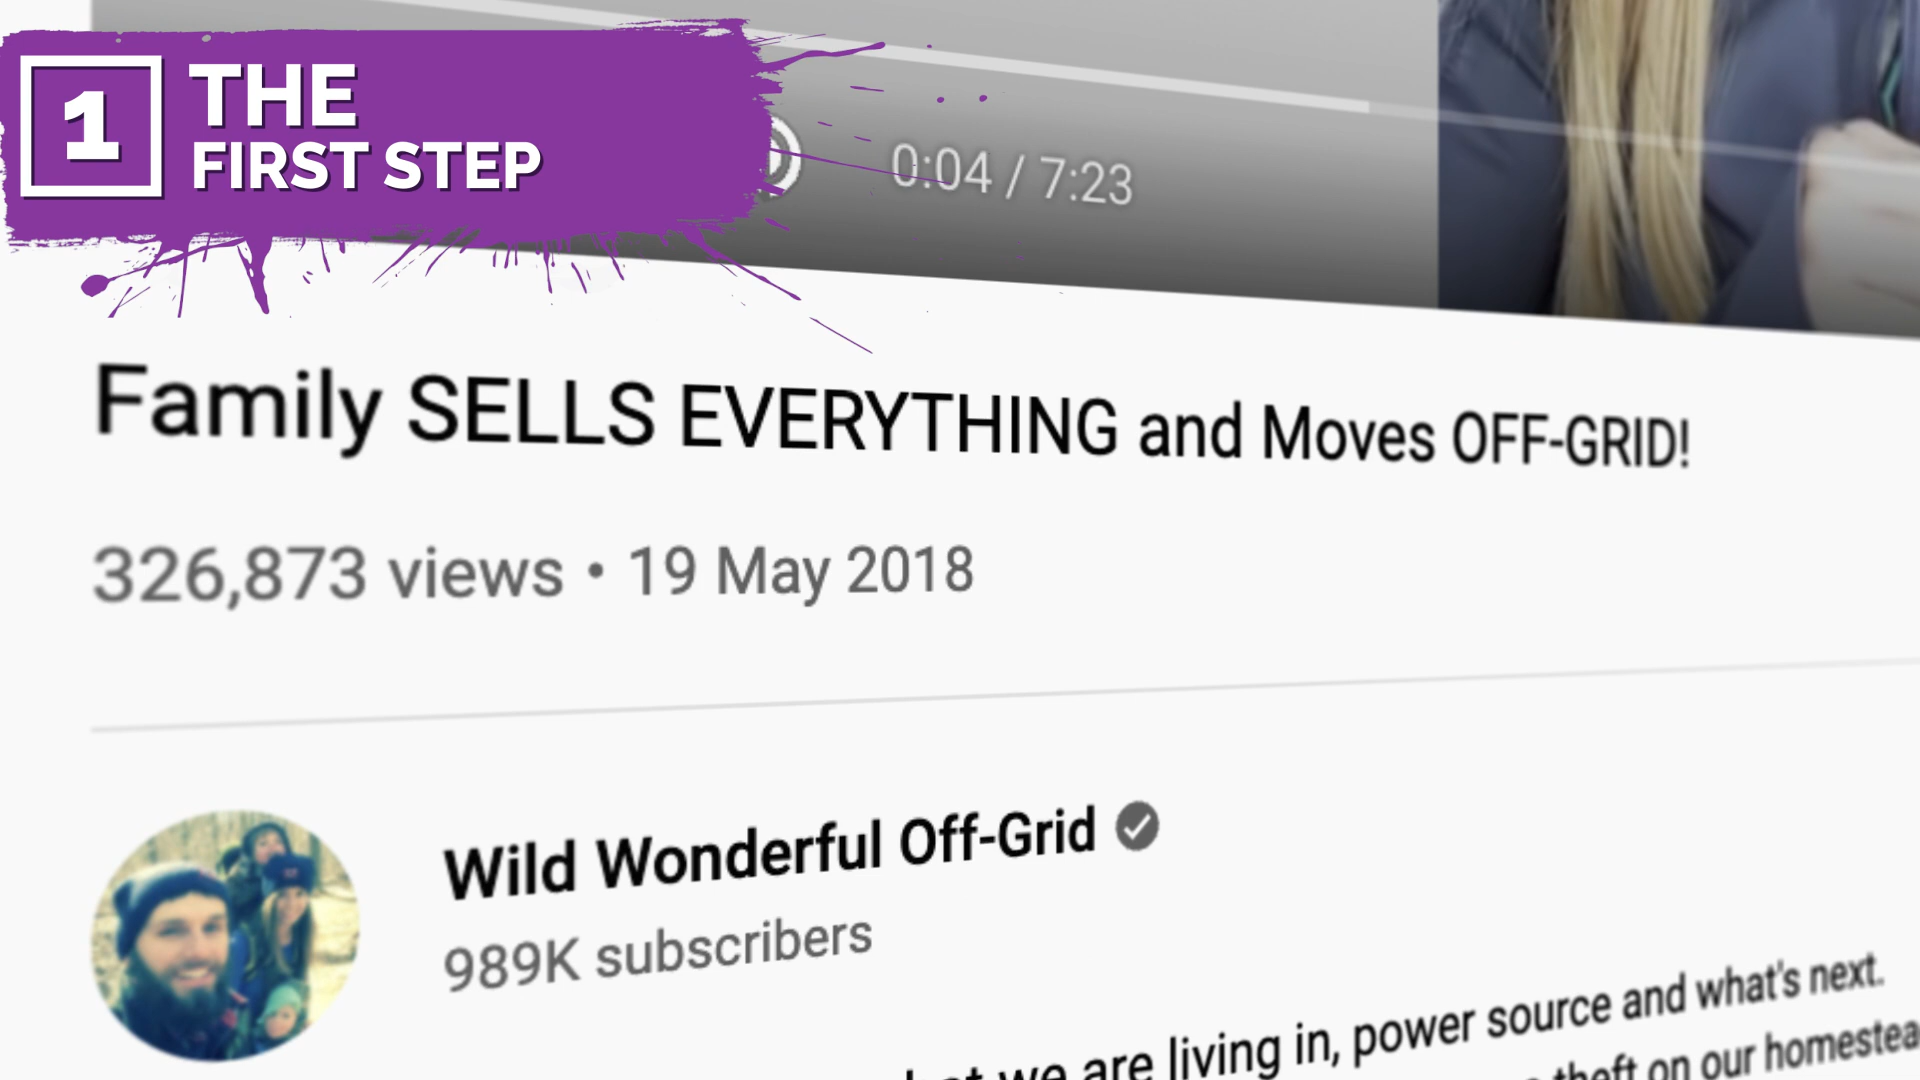 1
THE
FIRST STEP
0:04 / 7:23
Family SELLS EVERYTHING and Moves OFF-GRID!
326,873 views • 19 May 2018
Wild Wonderful Off-Grid
989K subscribers
we are living in, power source and what's next.
theft on our